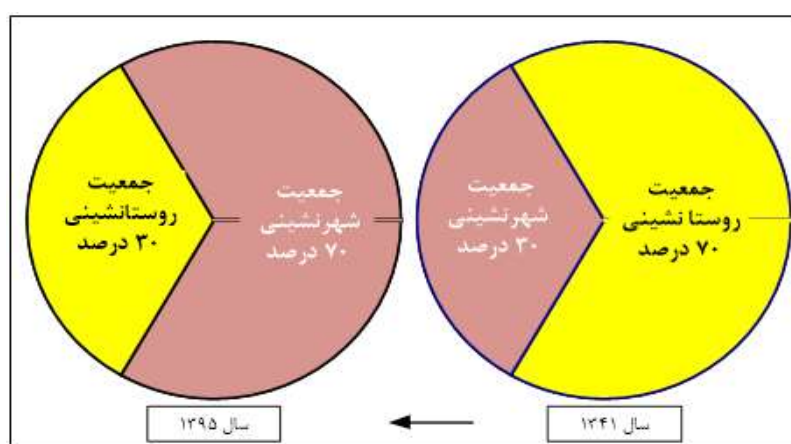 جمعیت
روستا نشینی
۷۰ درصد
جمعیت
شهرنشینی
۳۰ درصد
سال ۱۳۴۱
جمعیت
شهرنشینی
۷۰ درصد
جمعیت
روستانشینی
۳۰ درصد
سال ۱۳۹۵